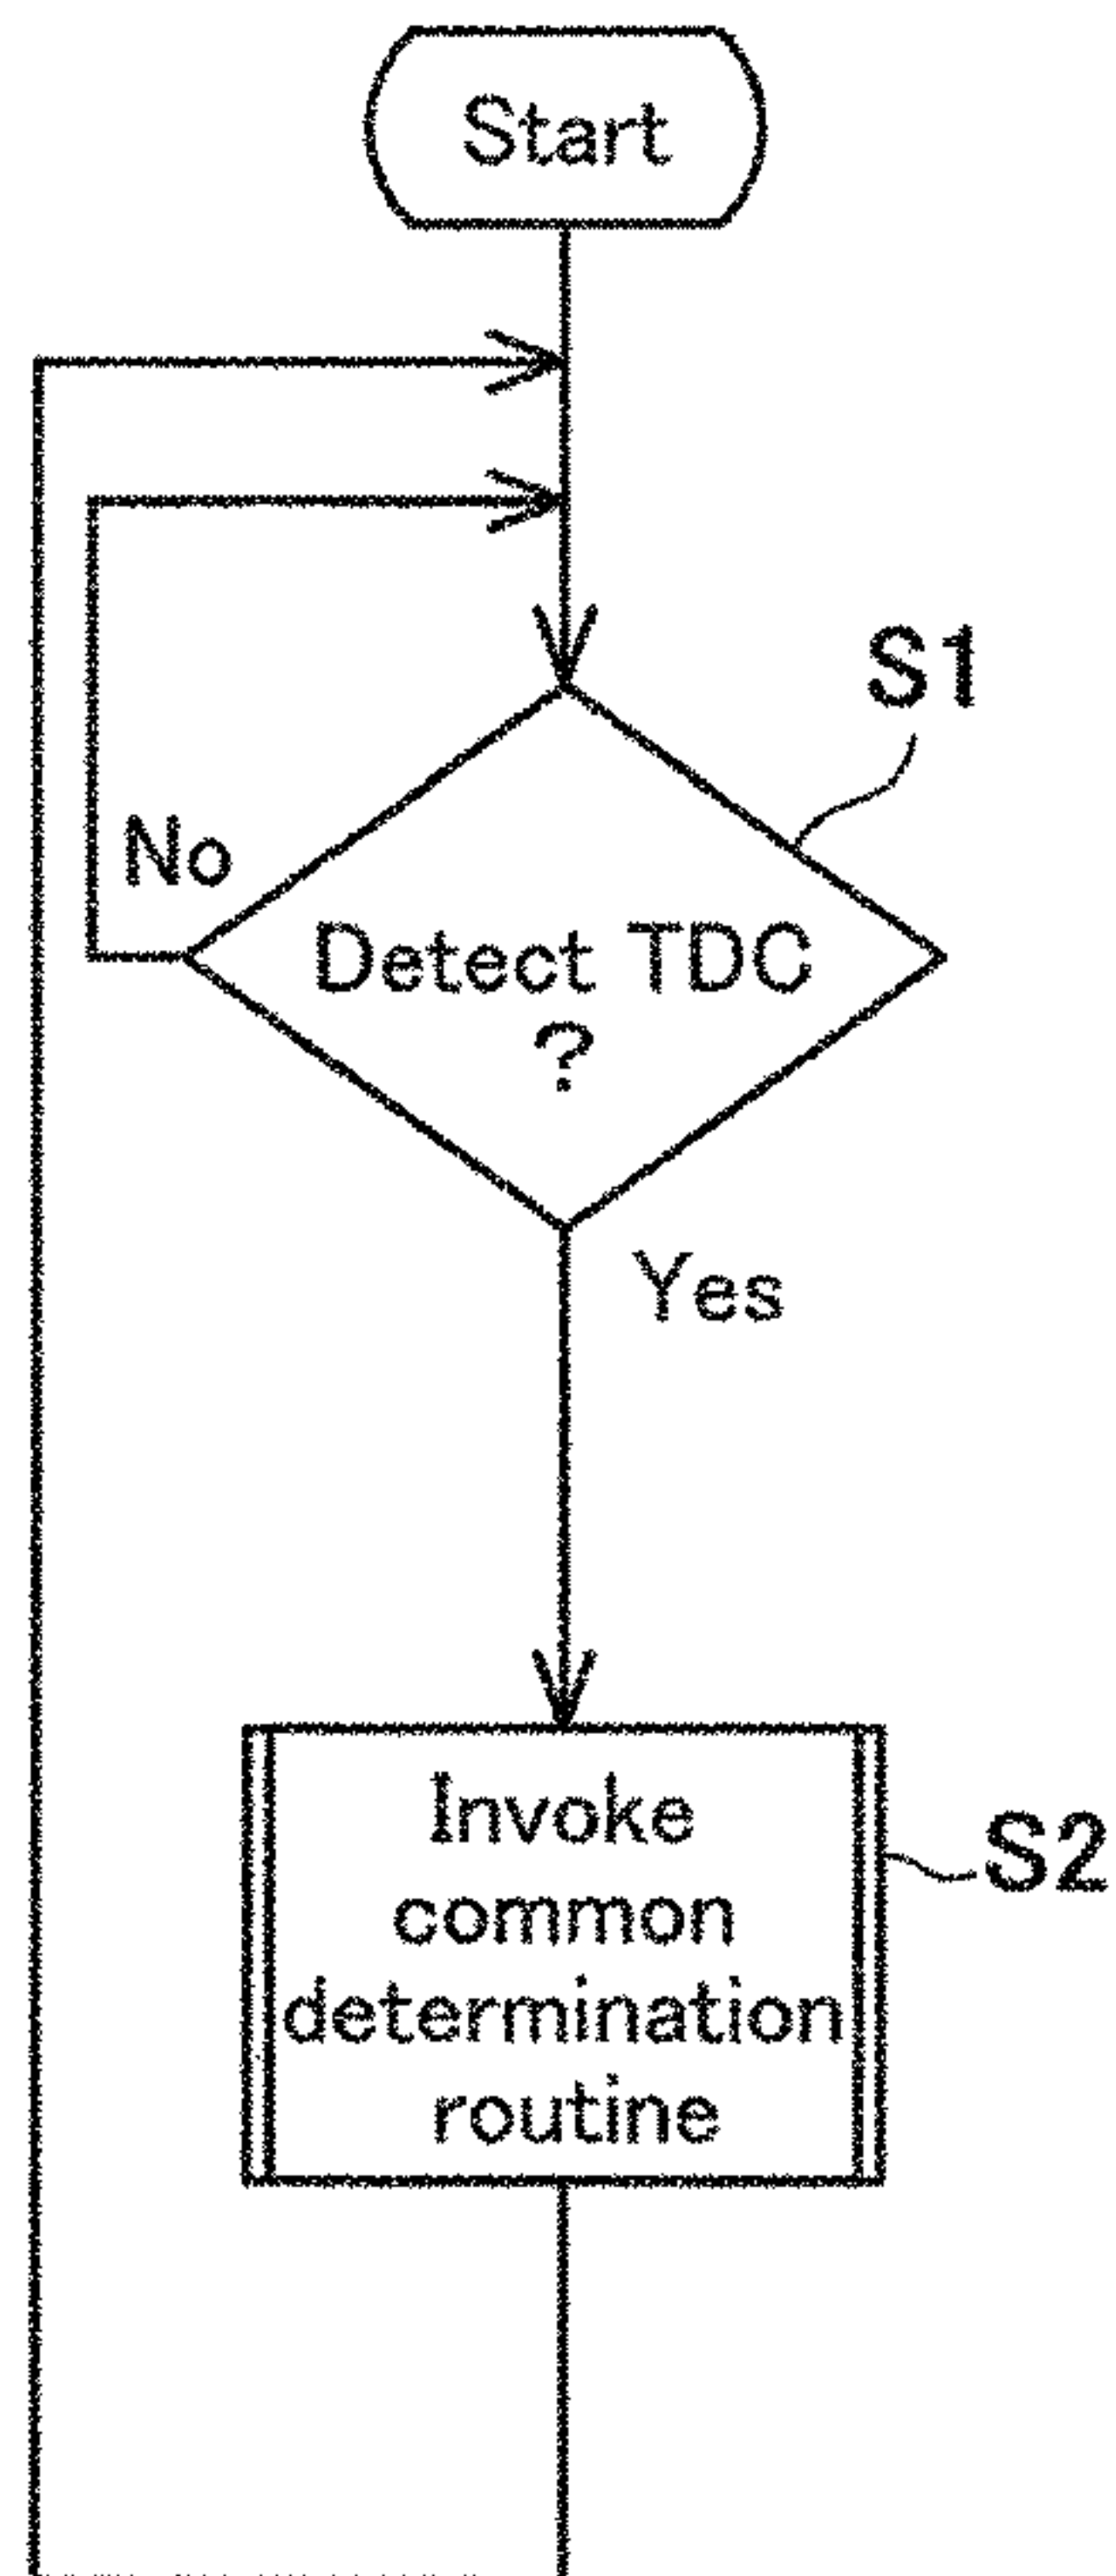 Start
S1
No
Detect TDC
?
Yes
Invoke
common
determination
routine
S2